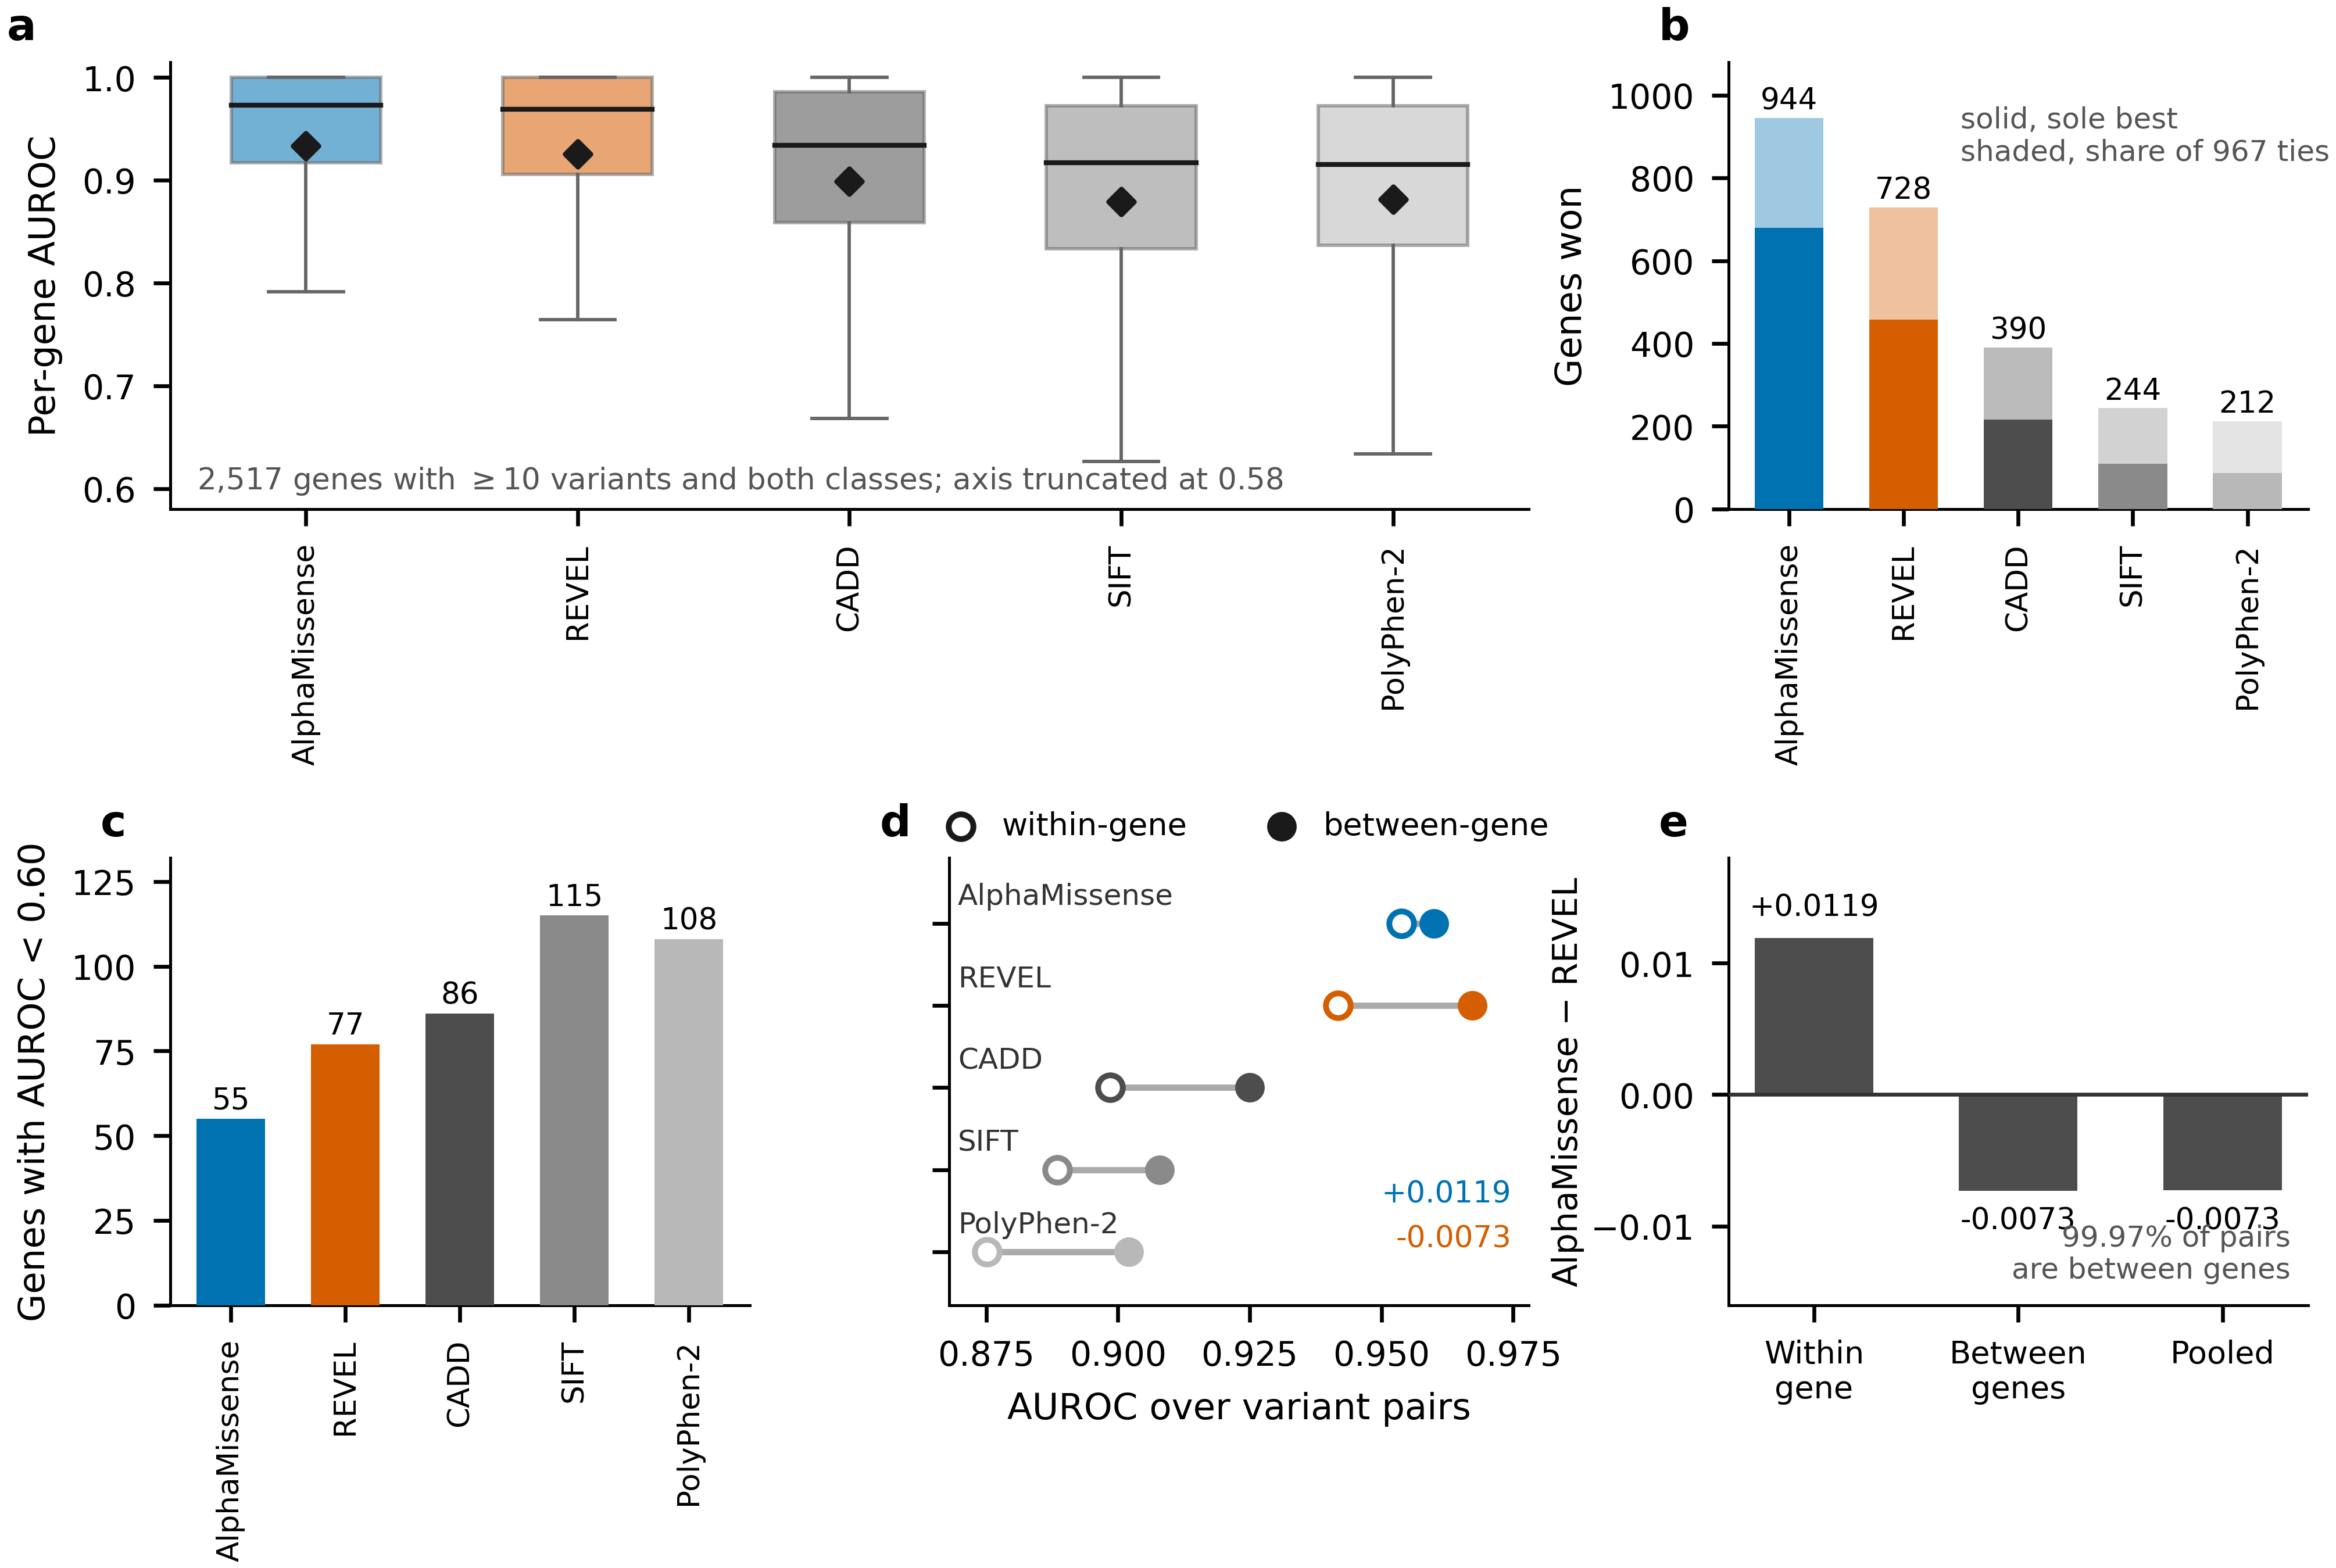 a
1.0
0.9
0.8
0.7
0.6
Per-gene AUROC
2,517 genes with ≥ 10 variants and both classes; axis truncated at 0.58
AlphaMissense
REVEL
CADD
SIFT
PolyPhen-2
b
1000
800
600
400
200
0
Genes won
944
728
390
244
212
solid, sole best
shaded, share of 967 ties
AlphaMissense
REVEL
CADD
SIFT
PolyPhen-2
c
125
100
75
50
25
0
Genes with AUROC < 0.60
55
77
86
115
108
AlphaMissense
REVEL
CADD
SIFT
PolyPhen-2
d
within-gene
between-gene
AlphaMissense
REVEL
CADD
SIFT
PolyPhen-2
+0.0119
-0.0073
0.875
0.900
0.925
0.950
0.975
AUROC over variant pairs
e
AlphaMissense − REVEL
0.01
0.00
−0.01
+0.0119
-0.0073
-0.0073
99.97% of pairs
are between genes
Within
gene
Between
genes
Pooled